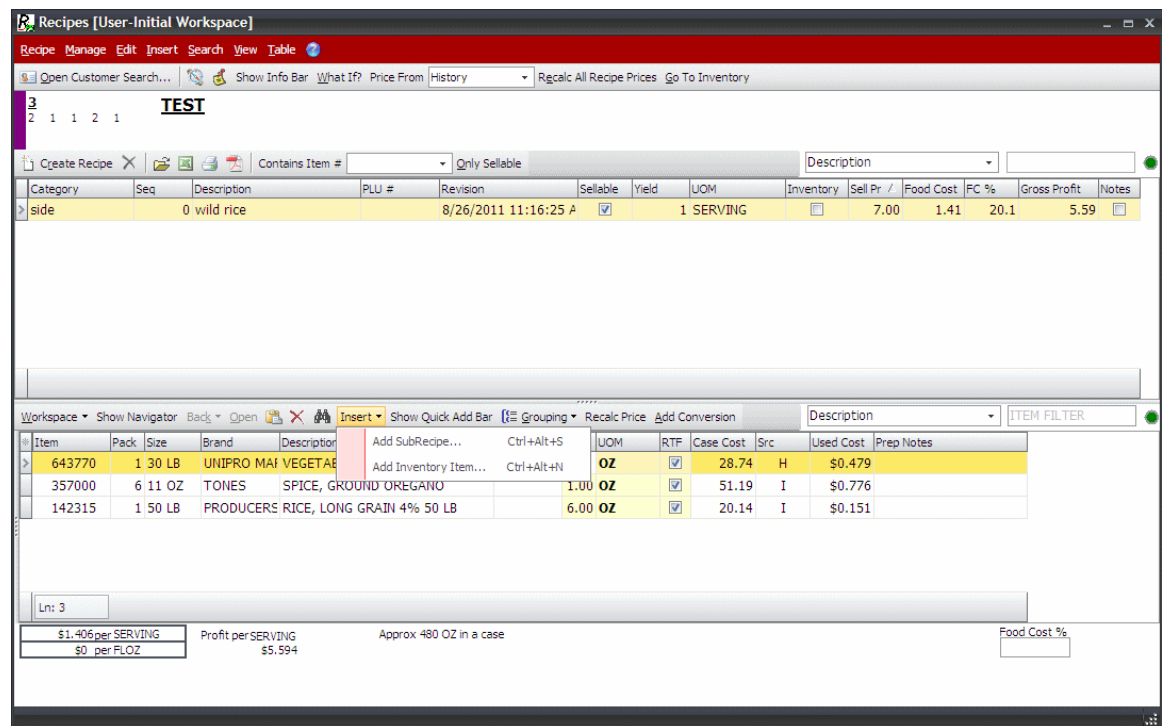 Recipes [User-Initial Workspace]
Recipe Manage Edit Insert Search View Table
Open Customer Search... Show Info Bar What If? Price From History Recalc All Recipe Prices Go To Inventory
3 TEST
2 1 1 2 1
Create Recipe Contains Item # Only Sellable Description
Category Seq Description PLU # Revision Sellable Yield UOM Inventory Sell Pr Food Cost FC % Gross Profit Notes
side 0 wild rice 8/26/2011 11:16:25 A 1 SERVING 7.00 1.41 20.1 5.59
Workspace Show Navigator Back Open Insert Show Quick Add Bar Grouping Recalc Price Add Conversion Description ITEM FILTER
Item Pack Size Brand Description UOM RTF Case Cost Src Used Cost Prep Notes
Add SubRecipe... Ctrl+Alt+S
Add Inventory Item... Ctrl+Alt+N
643770 1 30 LB UNIPRO MAF VEGETAE OZ 28.74 H $0.479
357000 6 11 OZ TONES SPICE, GROUND OREGANO 1.00 OZ 51.19 I $0.776
142315 1 50 LB PRODUCERS RICE, LONG GRAIN 4% 50 LB 6.00 OZ 20.14 I $0.151
Ln: 3
$1.406 per SERVING Profit per SERVING Approx 480 OZ in a case Food Cost %
$0 per FLOZ $5.594